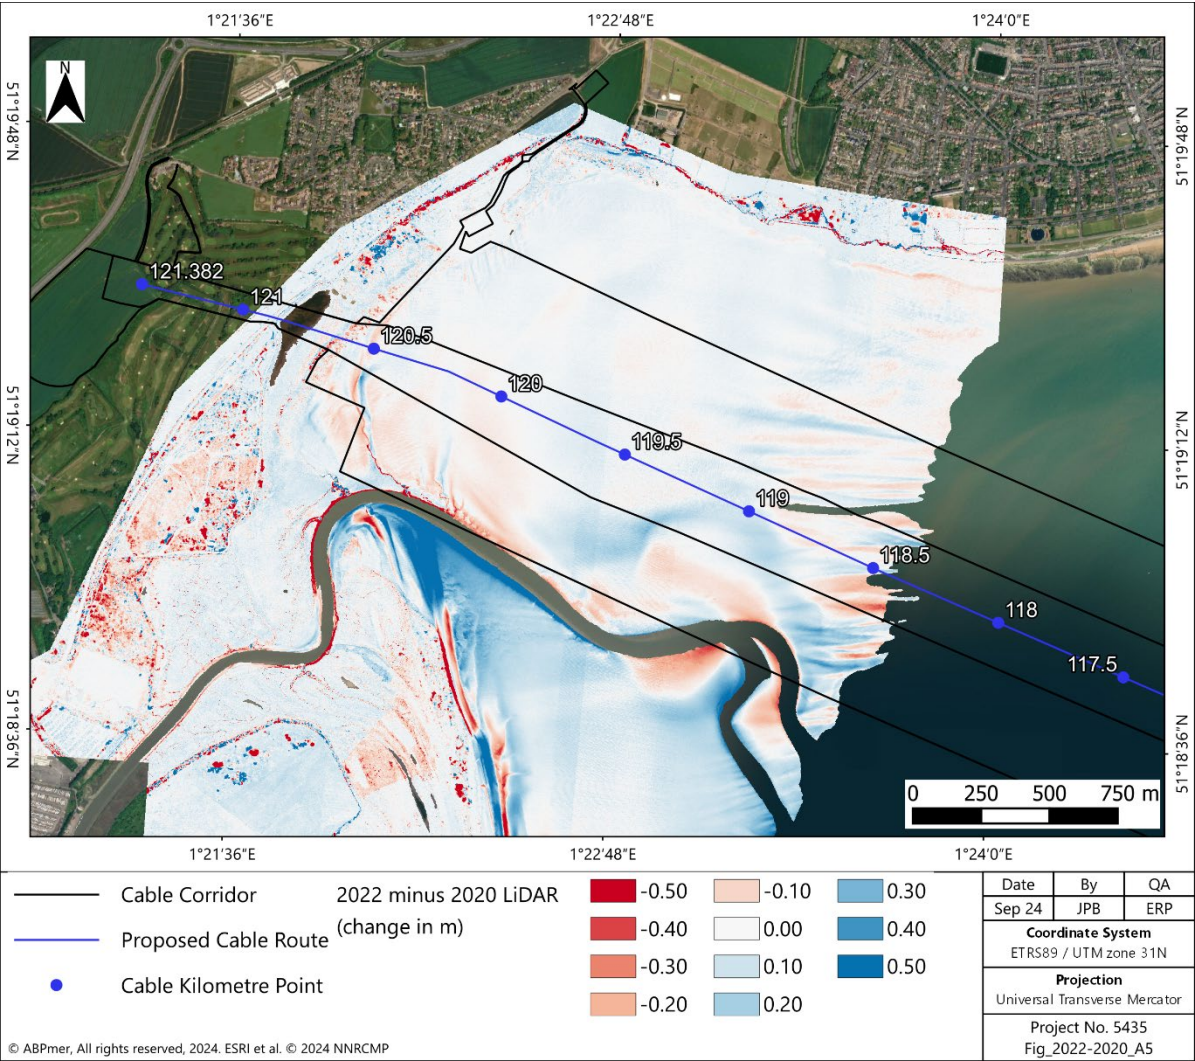 1°21'36"E
1°22'48"E
1°24'0"E
N
51°19'48"N
51°19'48"N
121.382
121
120.5
120
119.5
119
118.5
118
117.5
51°19'12"N
51°19'12"N
51°18'36"N
51°18'36"N
0 250 500 750 m
1°21'36"E
1°22'48"E
1°24'0"E
Cable Corridor
Proposed Cable Route
Cable Kilometre Point
2022 minus 2020 LiDAR
(change in m)
-0.50
-0.40
-0.30
-0.20
-0.10
0.00
0.10
0.20
0.30
0.40
0.50
Date By QA
Sep 24 JPB ERP
Coordinate System
ETRS89 / UTM zone 31N
Projection
Universal Transverse Mercator
Project No. 5435
Fig_2022-2020_A5
© ABPmer, All rights reserved, 2024. ESRI et al. © 2024 NNRCMP